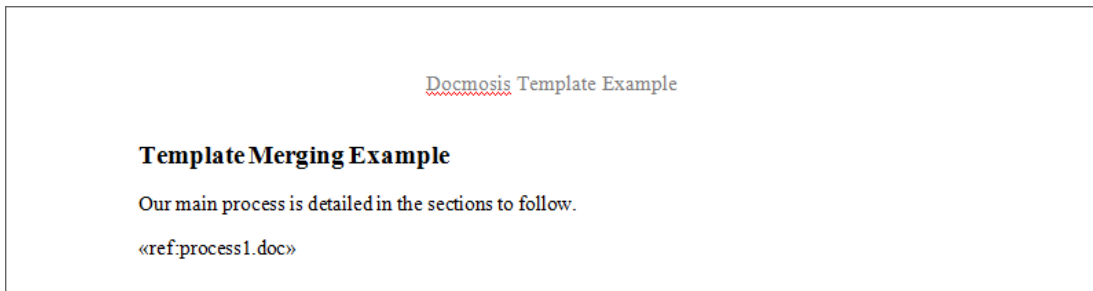 Docmosis Template Example
Template Merging Example
Our main process is detailed in the sections to follow.
«ref:process1.doc»